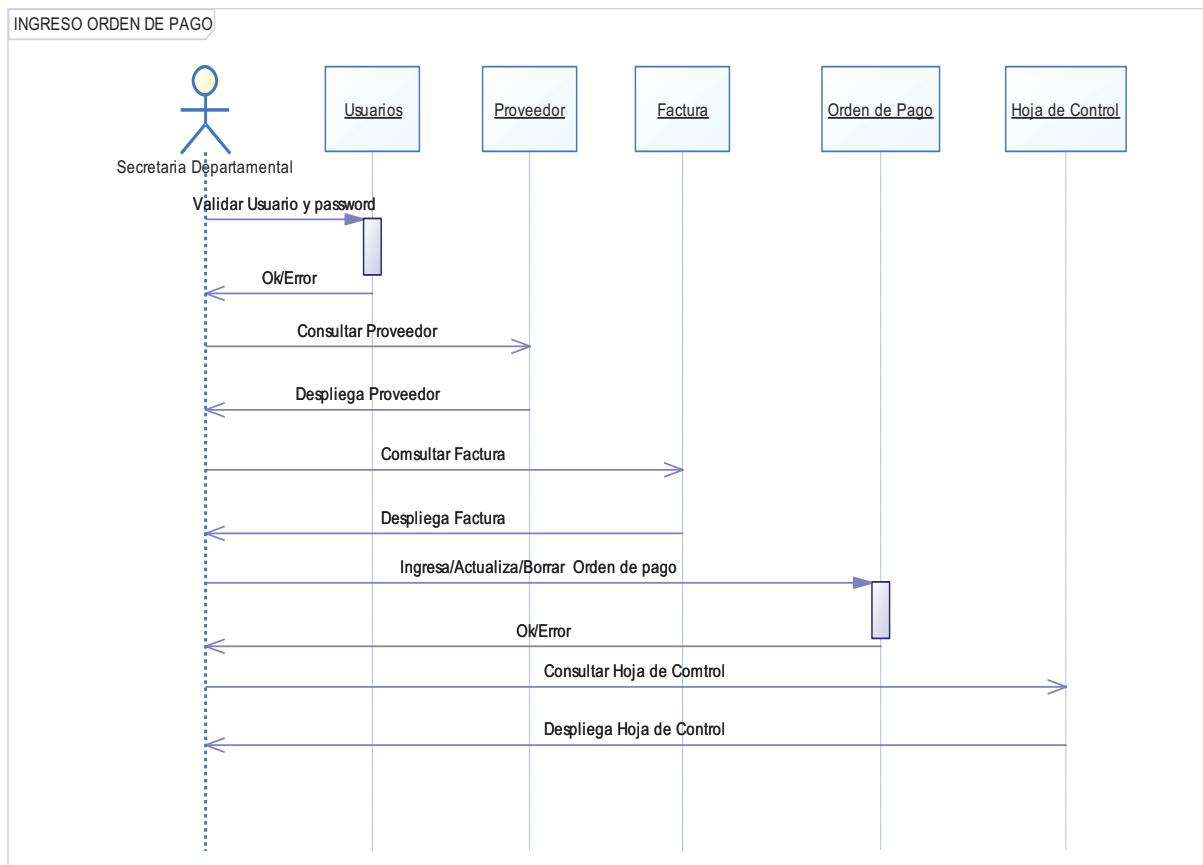 INGRESO ORDEN DE PAGO
Usuarios
Proveedor
Factura
Orden de Pago
Hoja de Control
Secretaria Departamental
Validar Usuario y password
Ok/Error
Consultar Proveedor
Despliega Proveedor
Comsultar Factura
Despliega Factura
Ingresa/Actualiza/Borrar Orden de pago
Ok/Error
Consultar Hoja de Comtrol
Despliega Hoja de Control